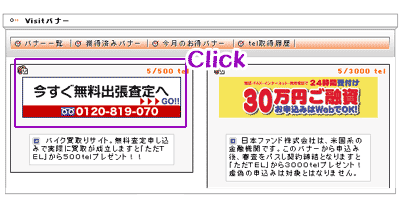 Visitバナー
バナー一覧 | 獲得済みバナー | 今月のお得バナー | tel取得履歴 |
Click
5/500 tel
今すぐ無料出張査定へ
GO!!
0120-819-070
バイク買取りサイト。無料査定申し込
みで実際に買取が成立しますと「ただT
EL」から500telプレゼント！！
5/3000 tel
24時間受付け
30万円ご融資
お申込みはWebでOK!
日本ファンド株式会社は、米国系の
金融機関です。このバナーから申込み
後、審査をパスし契約締結となりますと
「ただTEL」から3000telプレゼント！
虚偽の申込みは対象とはなりません。